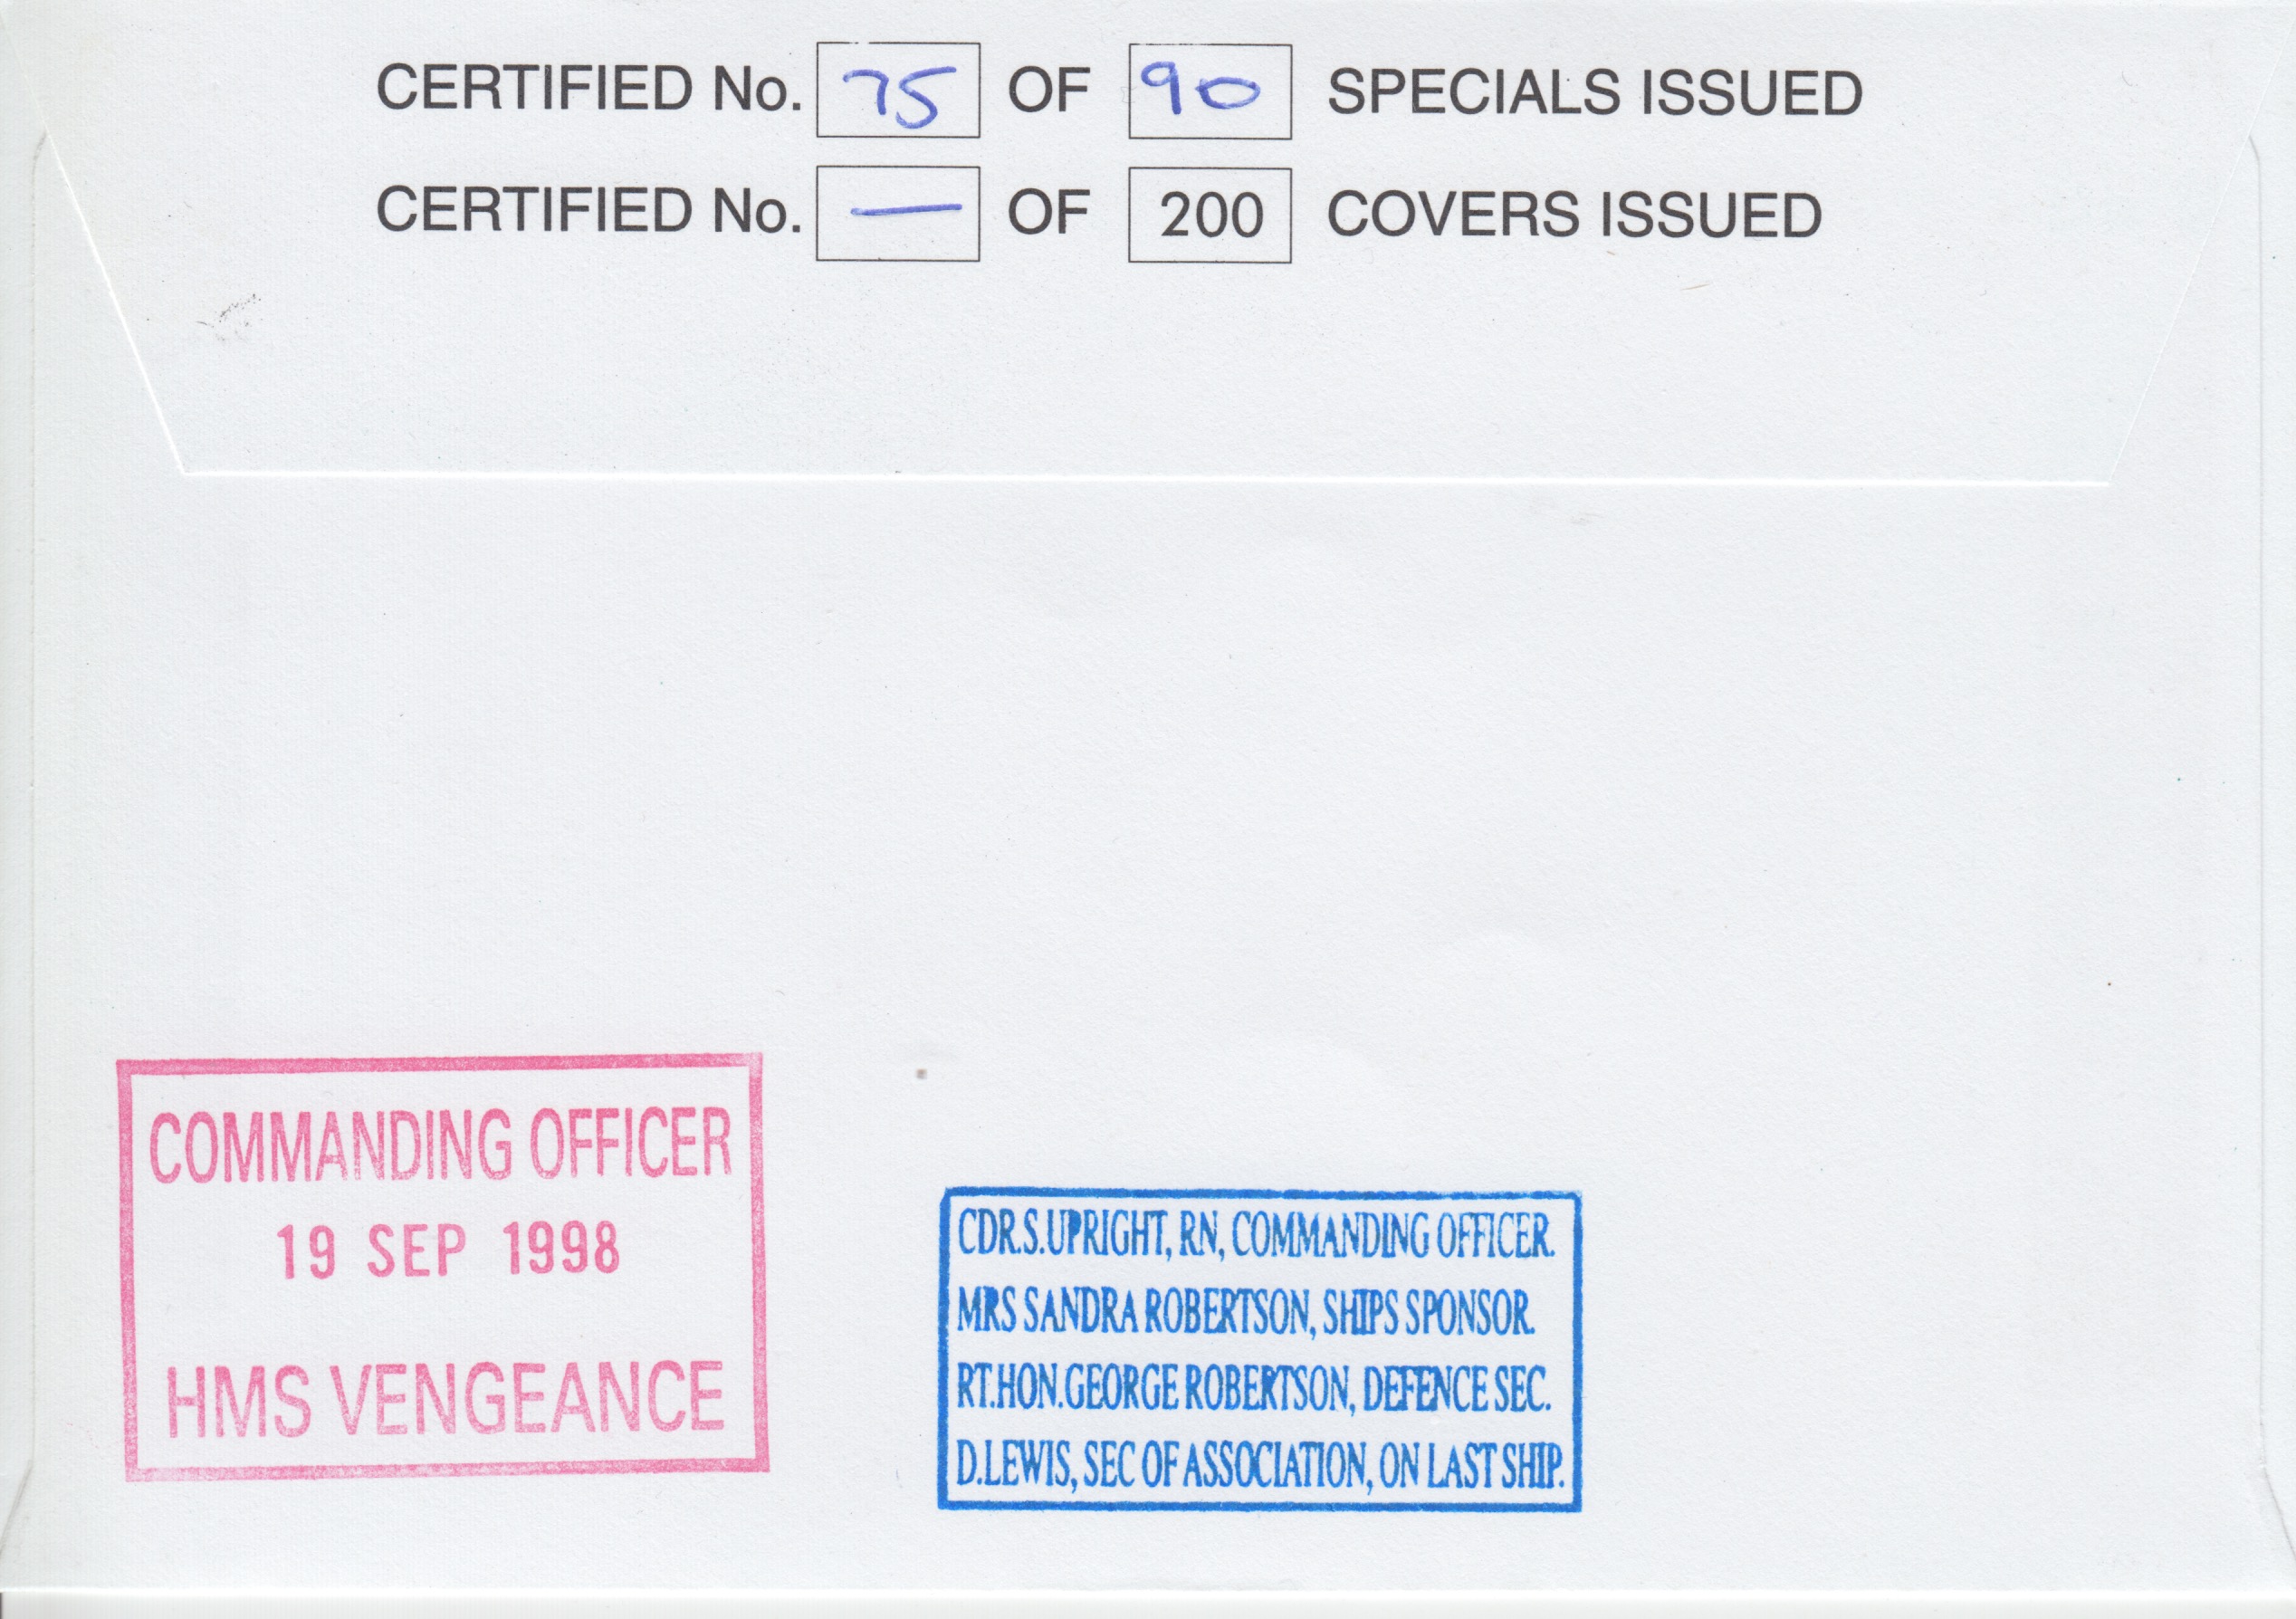 CERTIFIED No. 75 OF 90 SPECIALS ISSUED
CERTIFIED No. — OF 200 COVERS ISSUED
COMMANDING OFFICER
19 SEP 1998
HMS VENGEANCE
CDR.S.UPRIGHT, RN, COMMANDING OFFICER.
MRS SANDRA ROBERTSON, SHIPS SPONSOR.
RT.HON.GEORGE ROBERTSON, DEFENCE SEC.
D.LEWIS, SEC OF ASSOCIATION, ON LAST SHIP.